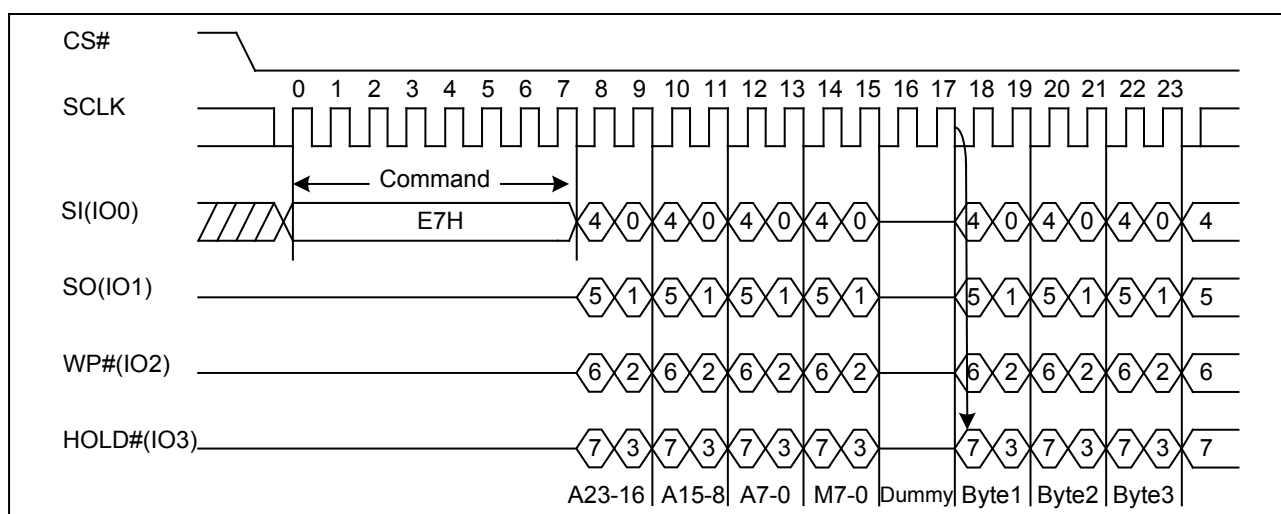 CS#
0 1 2 3 4 5 6 7 8 9 10 11 12 13 14 15 16 17 18 19 20 21 22 23
SCLK
Command
SI(IO0) E7H 4 0 4 0 4 0 4 0 4 0 4 0 4 0 4
SO(IO1) 5 1 5 1 5 1 5 1 5 1 5 1 5 1 5
WP#(IO2) 6 2 6 2 6 2 6 2 6 2 6 2 6 2 6
HOLD#(IO3) 7 3 7 3 7 3 7 3 7 3 7 3 7 3 7
A23-16 A15-8 A7-0 M7-0 Dummy Byte1 Byte2 Byte3